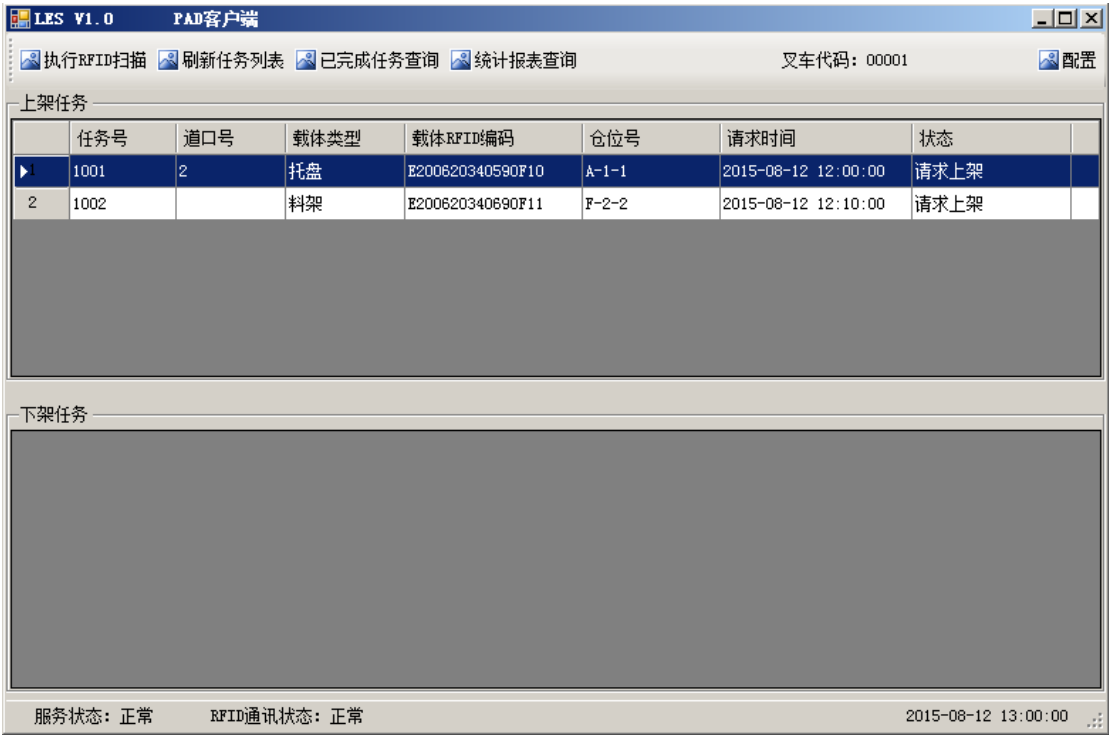 LES V1.0 PAD客户端
执行RFID扫描 刷新任务列表 已完成任务查询 统计报表查询 叉车代码: 00001 配置
上架任务
任务号 道口号 载体类型 载体RFID编码 仓位号 请求时间 状态
1 1001 2 托盘 E200620340590F10 A-1-1 2015-08-12 12:00:00 请求上架
2 1002 料架 E200620340690F11 F-2-2 2015-08-12 12:10:00 请求上架
下架任务
服务状态: 正常 RFID通讯状态: 正常 2015-08-12 13:00:00